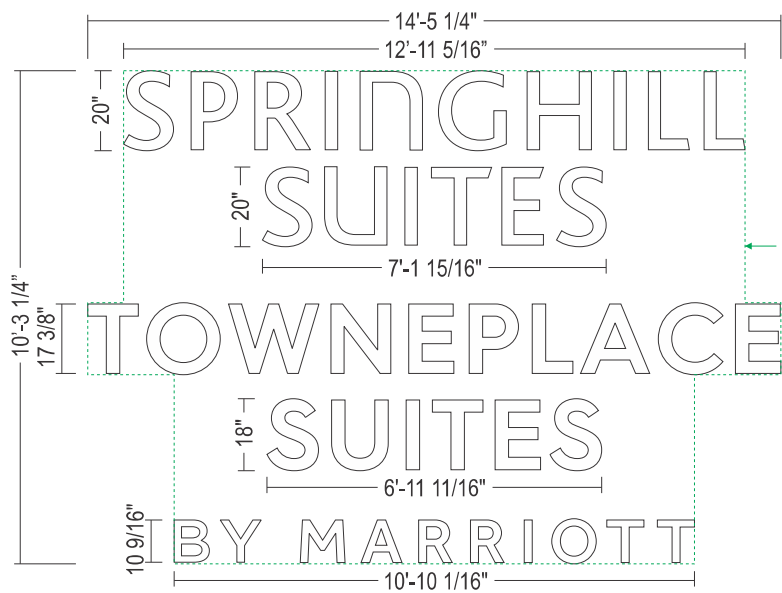 14'-5 1/4"
12'-11 5/16”
20"
SPRINGHILL
20"
SUITES
7'-1 15/16"
10’-3 1/4”
17 3/8"
TOWNEPLACE
18"
SUITES
6'-11 11/16"
10 9/16"
BY MARRIOTT
10'-10 1/16"